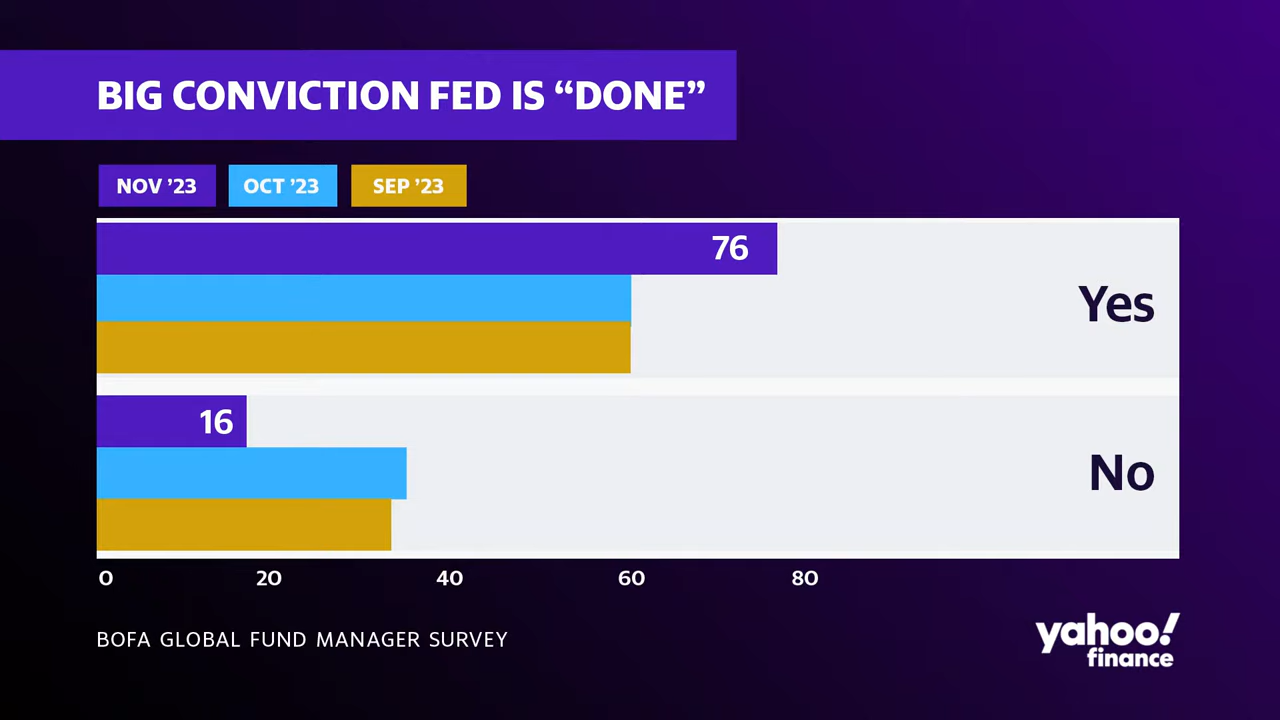 BIG CONVICTION FED IS “DONE”
NOV ’23 OCT ’23 SEP ’23
76
Yes
16
No
0 20 40 60 80
BOFA GLOBAL FUND MANAGER SURVEY
yahoo!
finance